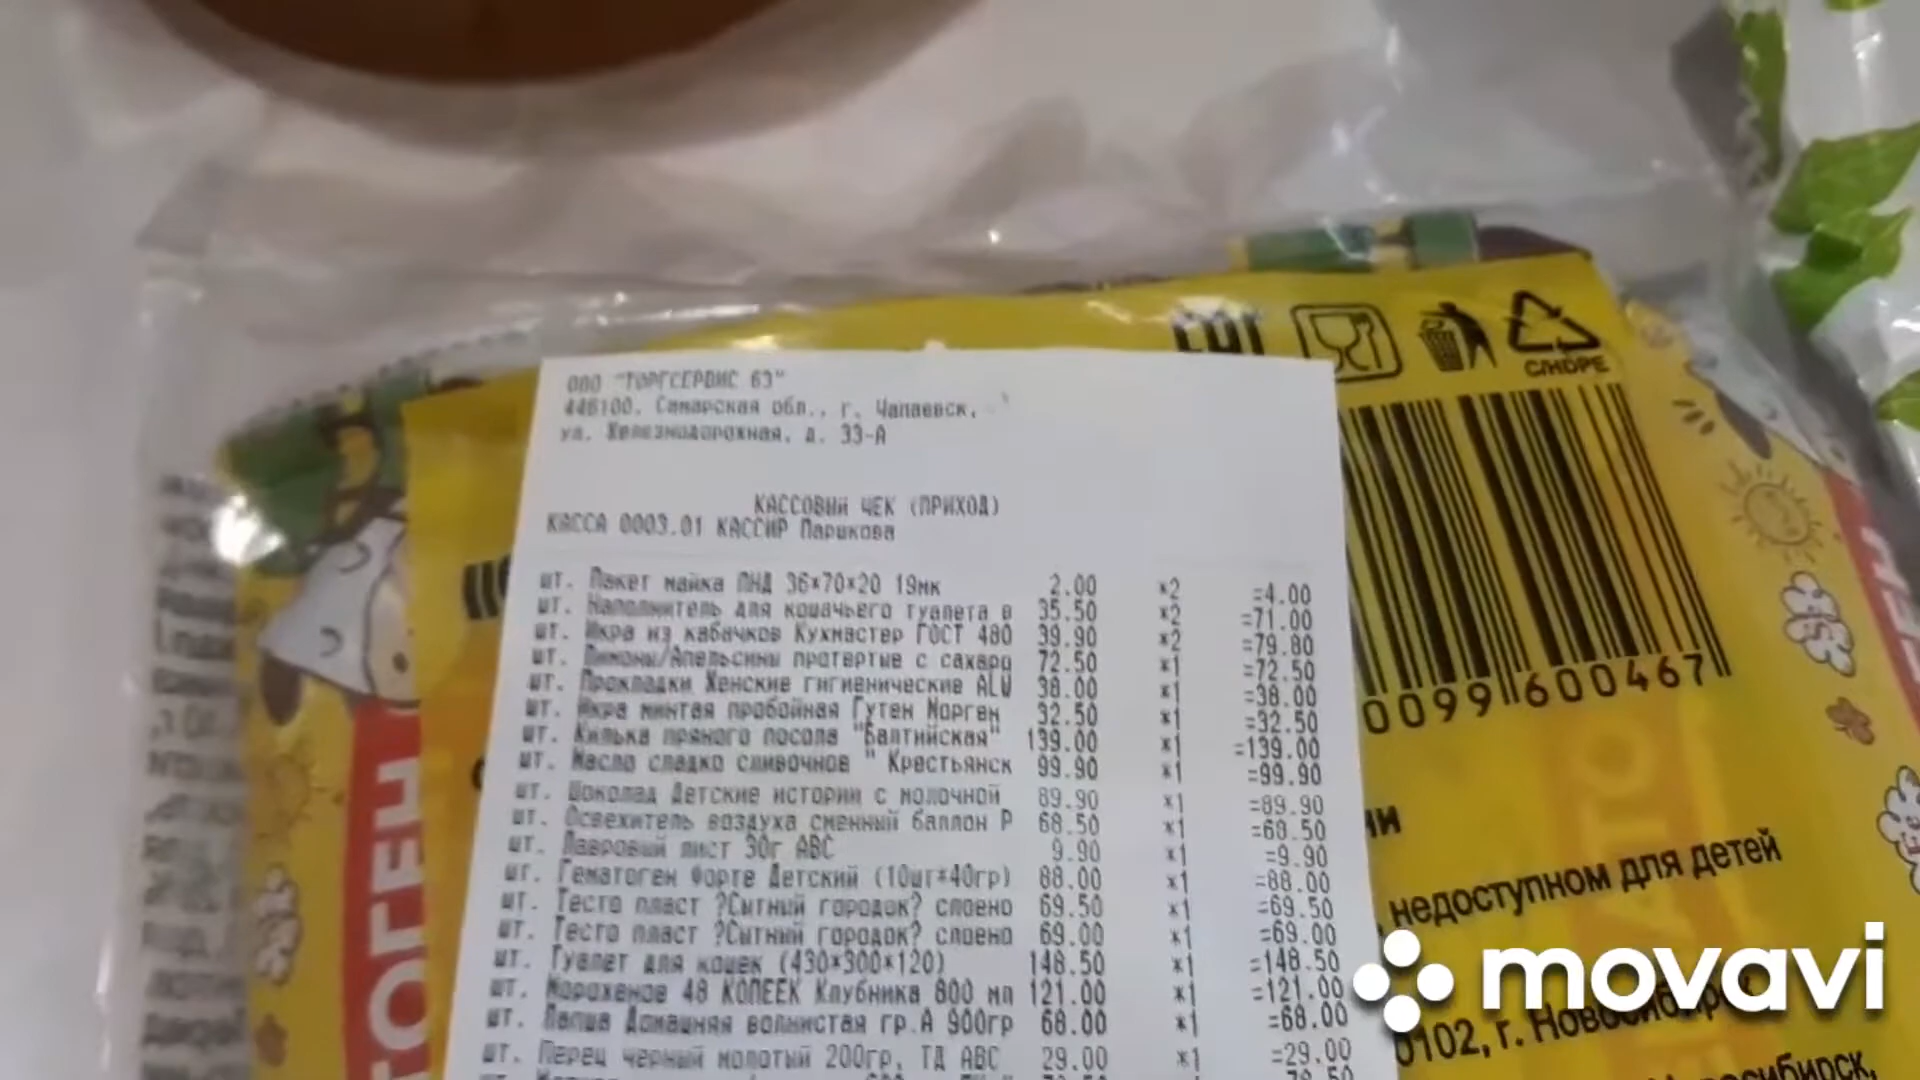 ООО "ТОРГСЕРВИС 63"
446100, Самарская обл., г. Чапаевск,
ул. Железнодорожная, д. 33-А
КАССОВЫЙ ЧЕК (ПРИХОД)
КАССА 0003.01 КАССИР Парикова
шт. Пакет майка ПНД 36*70*20 19мк 2.00 *2 =4.00
шт. Наполнитель для кошачьего туалета в 35.50 *2 =71.00
шт. Икра из кабачков Кухмастер ГОСТ 480 39.90 *2 =79.80
шт. Лимоны/Апельсины протертые с сахаро 72.50 *1 =72.50
шт. Прокладки Женские гигиенические ALW 38.00 *1 =38.00
шт. Икра минтая пробойная Гутен Морген 32.50 *1 =32.50
шт. Килька пряного посола "Балтийская" 139.00 *1 =139.00
шт. Масло сладко сливочное " Крестьянск 99.90 *1 =99.90
шт. Шоколад Детские истории с молочной 89.90 *1 =89.90
шт. Освежитель воздуха сменный баллон Р 68.50 *1 =68.50
шт. Лавровый лист 30г АВС 9.90 *1 =9.90
шт. Гематоген Форте Детский (10шт*40гр) 88.00 *1 =88.00
шт. Тесто пласт ?Сытный городок? слоено 69.50 *1 =69.50
шт. Тесто пласт ?Сытный городок? слоено 69.00 *1 =69.00
шт. Туалет для кошек (430*300*120) 148.50 *1 =148.50
шт. Мороженое 48 КОПЕЕК Клубника 800 мл 121.00 *1 =121.00
шт. Лапша Домашняя волнистая гр.А 900гр 68.00 *1 =68.00
шт. Перец черный молотый 200гр, ТД АВС 29.00 *1 =29.00
EAC
C/HDPE
0099 600467
недоступном для детей
0102, г. Новосибирск
ТОГЕН
movavi